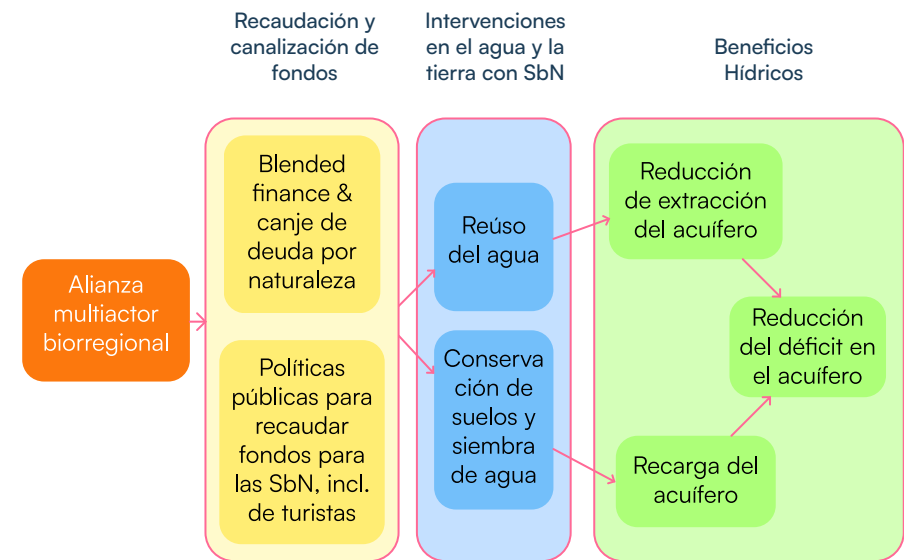 Recaudación y
canalización de
fondos
Intervenciones
en el agua y la
tierra con SbN
Beneficios
Hídricos
Alianza
multiactor
biorregional
Blended
finance &
canje de
deuda por
naturaleza
Políticas
públicas para
recaudar
fondos para
las SbN, incl.
de turistas
Reúso
del agua
Conserva
ción de
suelos y
siembra
de agua
Reducción
de extracción
del acuífero
Reducción
del déficit en
el acuífero
Recarga del
acuífero